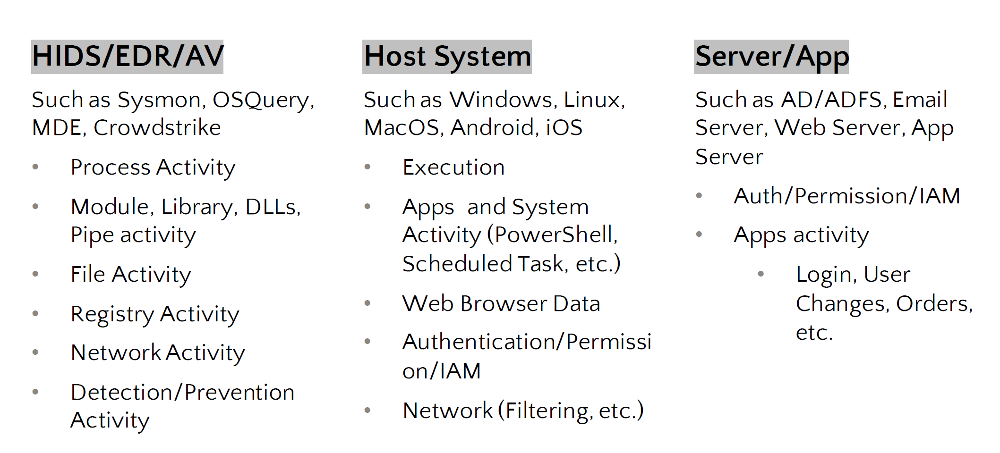 HIDS/EDR/AV
Such as Sysmon, OSQuery,
MDE, Crowdstrike
• Process Activity
• Module, Library, DLLs,
Pipe activity
• File Activity
• Registry Activity
• Network Activity
• Detection/Prevention
Activity
Host System
Such as Windows, Linux,
MacOS, Android, iOS
• Execution
• Apps and System
Activity (PowerShell,
Scheduled Task, etc.)
• Web Browser Data
• Authentication/Permissi
on/IAM
• Network (Filtering, etc.)
Server/App
Such as AD/ADFS, Email
Server, Web Server, App
Server
• Auth/Permission/IAM
• Apps activity
• Login, User
Changes, Orders,
etc.